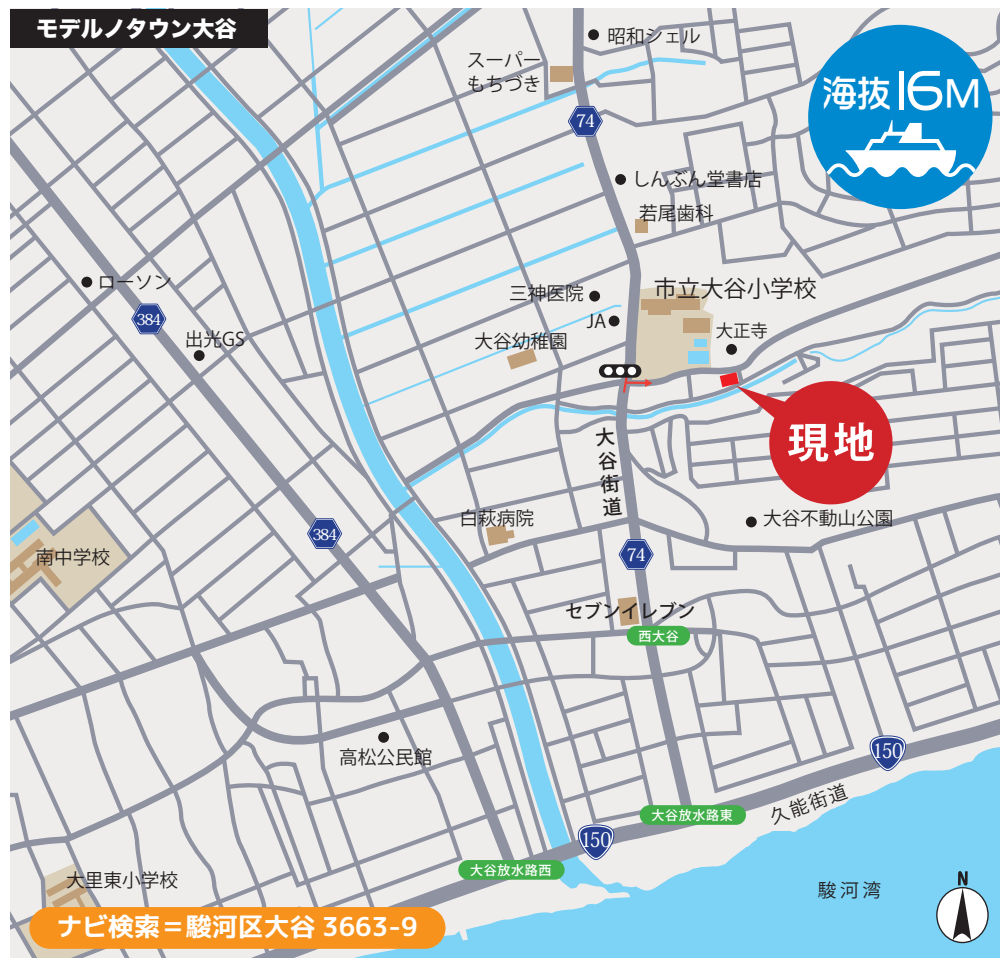 モデルノタウン大谷
昭和シェル
スーパー
もちづき
海抜16M
74
しんぶん堂書店
若尾歯科
ローソン
三神医院
市立大谷小学校
384
JA
大正寺
出光GS
大谷幼稚園
現地
大谷街道
白萩病院
大谷不動山公園
384
74
南中学校
セブンイレブン
西大谷
高松公民館
150
久能街道
大谷放水路東
150
大谷放水路西
大里東小学校
駿河湾
N
ナビ検索=駿河区大谷 3663-9